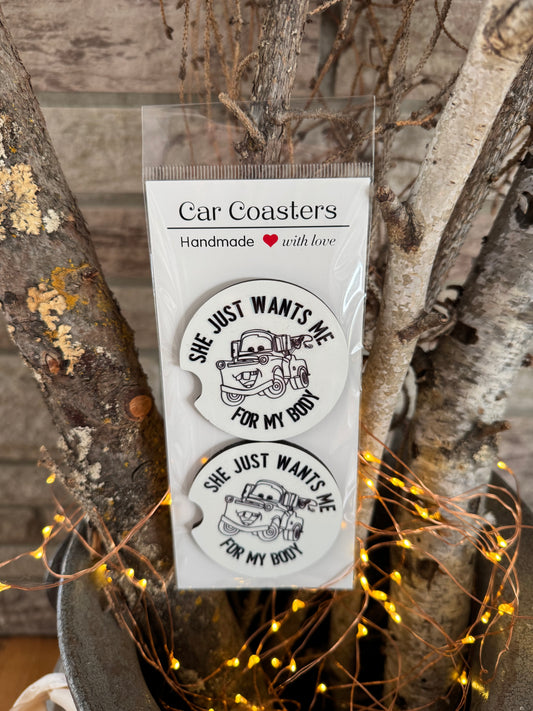 Car Coasters
Handmade ❤ with love
SHE JUST WANTS ME
FOR MY BODY
SHE JUST WANTS ME
FOR MY BODY